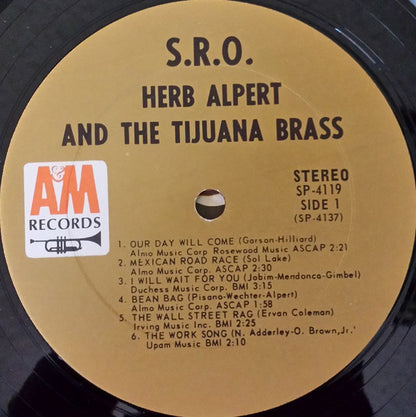 S.R.O.
HERB ALPERT
AND THE TIJUANA BRASS
A&M
RECORDS
STEREO
SP-4119
SIDE 1
(SP-4137)
1. OUR DAY WILL COME (Garson-Hilliard)
Almo Music Corp. Rosewood Music ASCAP 2:21
2. MEXICAN ROAD RACE (Sol Lake)
Almo Music Corp. ASCAP 2:30
3. I WILL WAIT FOR YOU (Jobim-Mendonca-Gimbel)
Duchess Music Corp. BMI 3:15
4. BEAN BAG (Pisano-Wechter-Alpert)
Almo Music Corp. ASCAP 1:58
5. THE WALL STREET RAG (Ervan Coleman)
Irving Music Inc. BMI 2:25
6. THE WORK SONG (N. Adderley-O. Brown, Jr.'
Upam Music BMI 2:10